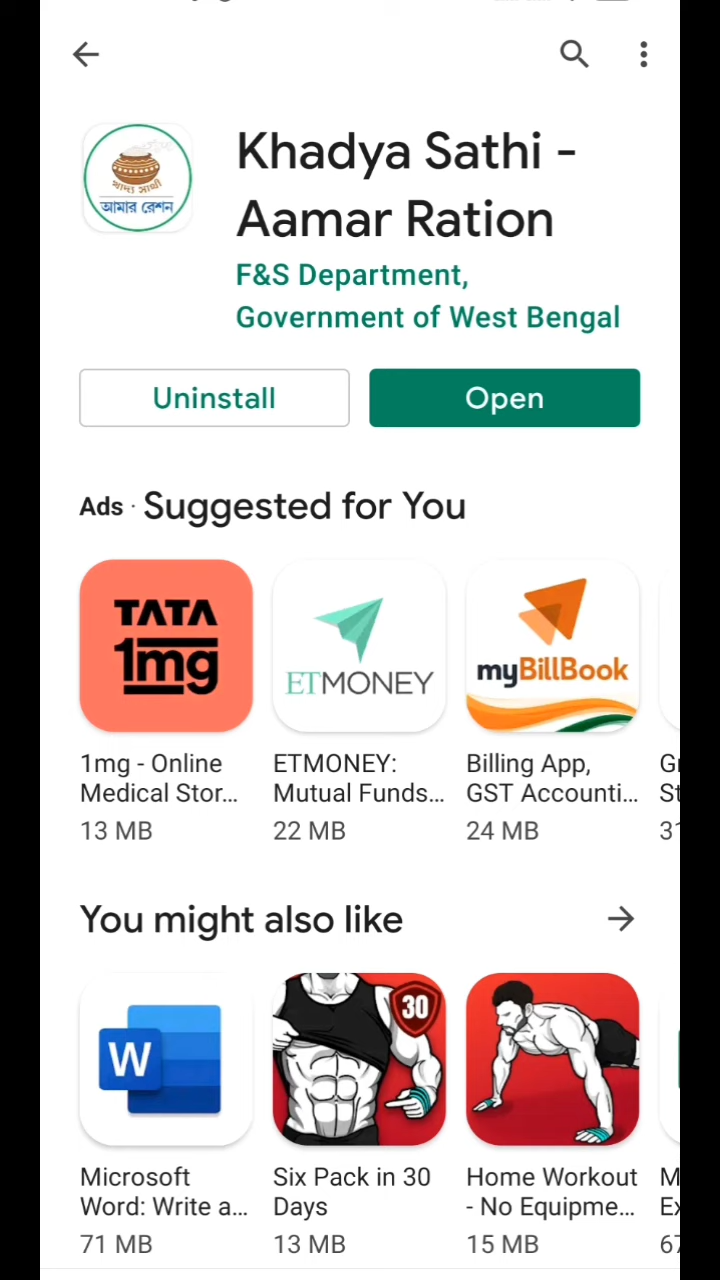 Khadya Sathi -
Aamar Ration
খাদ্য সাথী
আমার রেশন
F&S Department,
Government of West Bengal
Uninstall
Open
Ads · Suggested for You
TATA
1mg
ETMONEY
myBillBook
1mg - Online
Medical Stor...
13 MB
ETMONEY:
Mutual Funds...
22 MB
Billing App,
GST Accounti...
24 MB
You might also like
W
30
Microsoft
Word: Write a...
71 MB
Six Pack in 30
Days
13 MB
Home Workout
- No Equipme...
15 MB